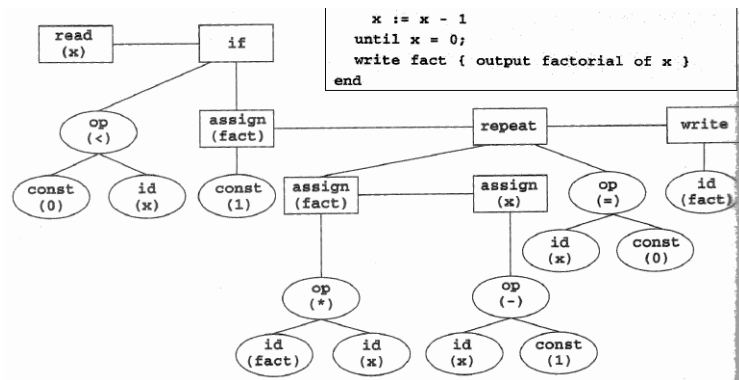 x := x - 1
until x = 0;
write fact { output factorial of x }
end
read
(x)
if
op
(<)
assign
(fact)
repeat
write
const
(0)
id
(x)
const
(1)
assign
(fact)
assign
(x)
op
(=)
id
(fact)
id
(x)
const
(0)
op
(*)
op
(-)
id
(fact)
id
(x)
id
(x)
const
(1)